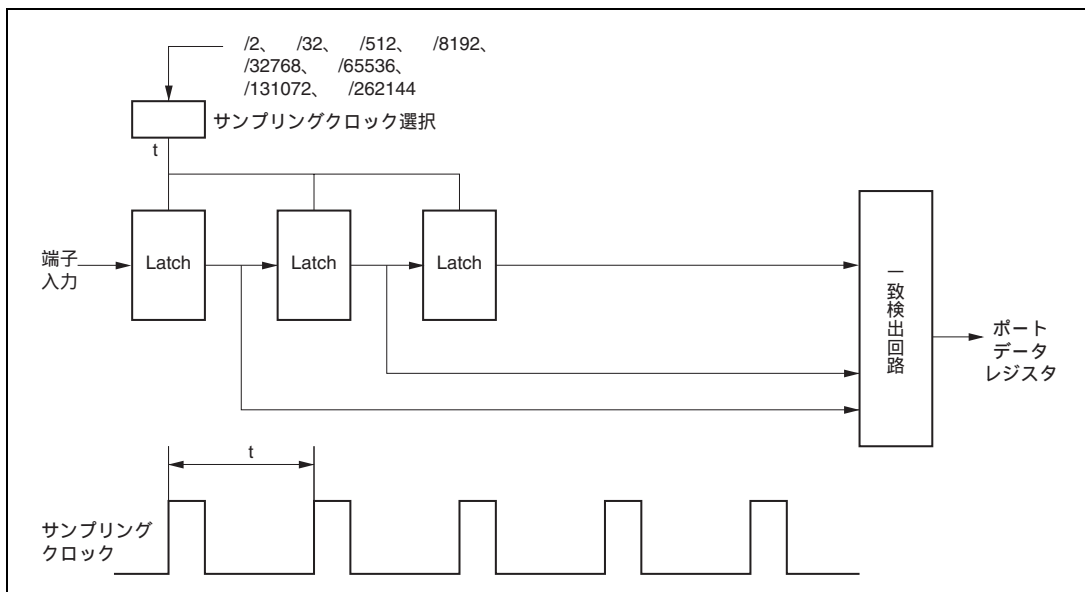 /2、 /32、 /512、 /8192、
/32768、 /65536、
/131072、 /262144
サンプリングクロック選択
t
端子
入力
Latch
Latch
Latch
一致検出回路
ポート
データ
レジスタ
t
サンプリング
クロック